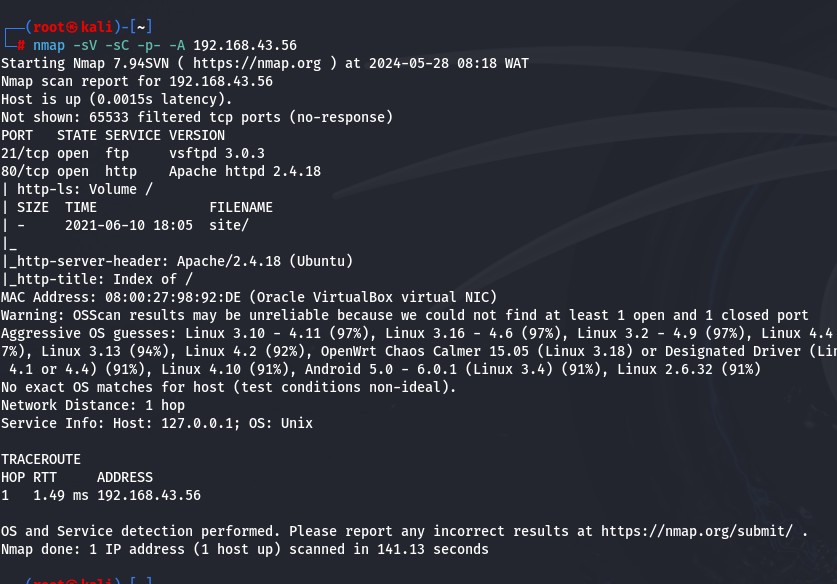 ┌──(root㉿kali)-[~]
└─# nmap -sV -sC -p- -A 192.168.43.56
Starting Nmap 7.94SVN ( https://nmap.org ) at 2024-05-28 08:18 WAT
Nmap scan report for 192.168.43.56
Host is up (0.0015s latency).
Not shown: 65533 filtered tcp ports (no-response)
PORT   STATE SERVICE VERSION
21/tcp open  ftp     vsftpd 3.0.3
80/tcp open  http    Apache httpd 2.4.18
| http-ls: Volume /
| SIZE  TIME              FILENAME
| -     2021-06-10 18:05  site/
|_
|_http-server-header: Apache/2.4.18 (Ubuntu)
|_http-title: Index of /
MAC Address: 08:00:27:98:92:DE (Oracle VirtualBox virtual NIC)
Warning: OSScan results may be unreliable because we could not find at least 1 open and 1 closed port
Aggressive OS guesses: Linux 3.10 - 4.11 (97%), Linux 3.16 - 4.6 (97%), Linux 3.2 - 4.9 (97%), Linux 4.4
7%), Linux 3.13 (94%), Linux 4.2 (92%), OpenWrt Chaos Calmer 15.05 (Linux 3.18) or Designated Driver (Lin
 4.1 or 4.4) (91%), Linux 4.10 (91%), Android 5.0 - 6.0.1 (Linux 3.4) (91%), Linux 2.6.32 (91%)
No exact OS matches for host (test conditions non-ideal).
Network Distance: 1 hop
Service Info: Host: 127.0.0.1; OS: Unix
TRACEROUTE
HOP RTT     ADDRESS
1   1.49 ms 192.168.43.56
OS and Service detection performed. Please report any incorrect results at https://nmap.org/submit/ .
Nmap done: 1 IP address (1 host up) scanned in 141.13 seconds
┌──(root㉿kali)-[~]